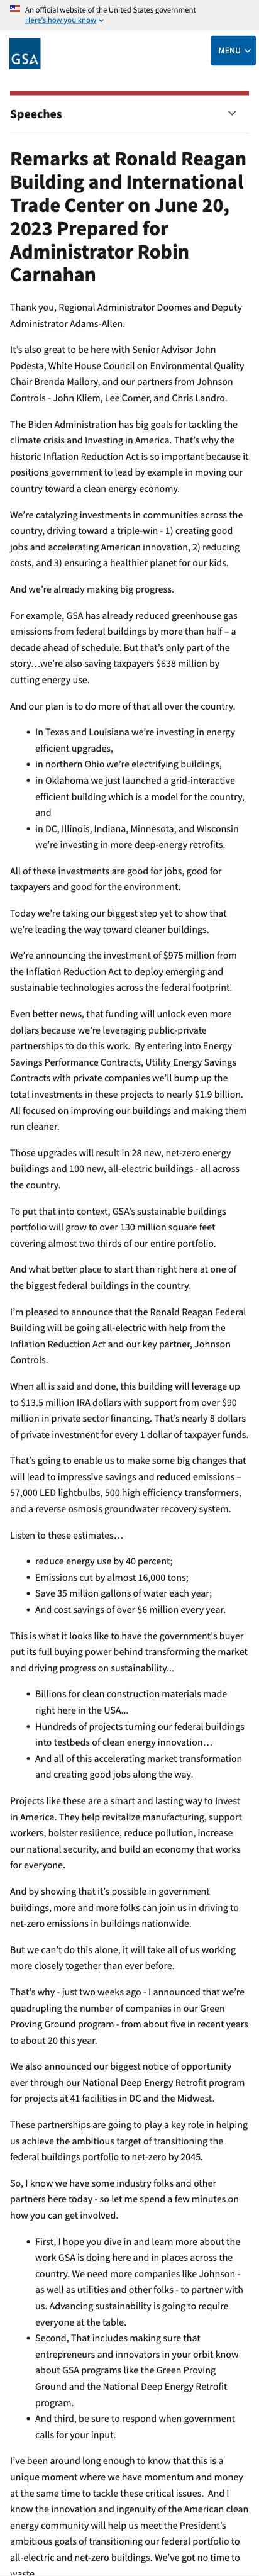 An official website of the United States government
Here's how you know
GSA
MENU
Speeches
Remarks at Ronald Reagan
Building and International
Trade Center on June 20,
2023 Prepared for
Administrator Robin
Carnahan
Thank you, Regional Administrator Doomes and Deputy
Administrator Adams-Allen.
It's also great to be here with Senior Advisor John
Podesta, White House Council on Environmental Quality
Chair Brenda Mallory, and our partners from Johnson
Controls - John Kliem, Lee Comer, and Chris Landro.
The Biden Administration has big goals for tackling the
climate crisis and Investing in America. That's why the
historic Inflation Reduction Act is so important because it
positions government to lead by example in moving our
country toward a clean energy economy.
We're catalyzing investments in communities across the
country, driving toward a triple-win - 1) creating good
jobs and accelerating American innovation, 2) reducing
costs, and 3) ensuring a healthier planet for our kids.
And we're already making big progress.
For example, GSA has already reduced greenhouse gas
emissions from federal buildings by more than half – a
decade ahead of schedule. But that's only part of the
story…we're also saving taxpayers $638 million by
cutting energy use.
And our plan is to do more of that all over the country.
• In Texas and Louisiana we're investing in energy
efficient upgrades,
• in northern Ohio we're electrifying buildings,
• in Oklahoma we just launched a grid-interactive
efficient building which is to do a model for the country,
and
• in DC, Illinois, Indiana, Minnesota, and Wisconsin
we're investing in more deep-energy retrofits.
All of these investments are good for jobs, good for
taxpayers and good for the environment.
Today we're taking our biggest step yet to show that
we're leading the way toward cleaner buildings.
We're announcing the investment of $975 million from
the Inflation Reduction Act to deploy emerging and
sustainable technologies across the federal footprint.
Even better news, that funding will unlock even more
dollars because we're leveraging public-private
partnerships to do this work.  By entering into Energy
Savings Performance Contracts, Utility Energy Savings
Contracts with private companies we'll bump up the
total investments in these projects to nearly $1.9 billion.
All focused on improving our buildings and making them
run cleaner.
Those upgrades will result in 28 new, net-zero energy
buildings and 100 new, all-electric buildings - all across
the country.
To put that into context, GSA's sustainable buildings
portfolio will grow to over 130 million square feet
covering almost two thirds of our entire portfolio.
And what better place to start than right here at one of
the biggest federal buildings in the country.
I'm pleased to announce that the Ronald Reagan Federal
Building will be going all-electric with help from the
Inflation Reduction Act and our key partner, Johnson
Controls.
When all is said and done, this building will leverage up
to $13.5 million IRA dollars with support from over $90
million in private sector financing. That's nearly 8 dollars
of private investment for every 1 dollar of taxpayer funds.
That's going to enable us to make some big changes that
will lead to impressive savings and reduced emissions –
57,000 LED lightbulbs, 500 high efficiency transformers,
and a reverse osmosis groundwater recovery system.
Listen to these estimates…
• reduce energy use by 40 percent;
• Emissions cut by almost 16,000 tons;
• Save 35 million gallons of water each year;
• And cost savings of over $6 million every year.
This is what it looks like to have the government's buyer
put its full buying power behind transforming the market
and driving progress on sustainability...
• Billions for clean construction materials made
right here in the USA...
• Hundreds of projects turning our federal buildings
into testbeds of clean energy innovation…
• And all of this accelerating market transformation
and creating good jobs along the way.
Projects like these are a smart and lasting way to Invest
in America. They help revitalize manufacturing, support
workers, bolster resilience, reduce pollution, increase
our national security, and build an economy that works
for everyone.
And by showing that it's possible in government
buildings, more and more folks can join us in driving to
net-zero emissions in buildings nationwide.
But we can't do this alone, it will take all of us working
more closely together than ever before.
That's why - just two weeks ago - I announced that we're
quadrupling the number of companies in our Green
Proving Ground program - from about five in recent years
to about 20 this year.
We also announced our biggest notice of opportunity
ever through our National Deep Energy Retrofit program
for projects at 41 facilities in DC and the Midwest.
These partnerships are going to play a key role in helping
us achieve the ambitious target of transitioning the
federal buildings portfolio to net-zero by 2045.
So, I know we have some industry folks and other
partners here today - so let me spend a few minutes on
how you can get involved.
• First, I hope you dive in and learn more about the
work GSA is doing here and in places across the
country. We need more companies like Johnson -
as well as utilities and other folks - to partner with
us. Advancing sustainability is going to require
everyone at the table.
• Second, That includes making sure that
entrepreneurs and innovators in your orbit know
about GSA programs like the Green Proving
Ground and the National Deep Energy Retrofit
program.
• And third, be sure to respond when government
calls for your input.
I've been around long enough to know that this is a
unique moment where we have momentum and money
at the same time to tackle these critical issues.  And I
know the innovation and ingenuity of the American clean
energy community will help us meet the President's
ambitious goals of transitioning our federal portfolio to
all-electric and net-zero buildings. We've got no time to
waste